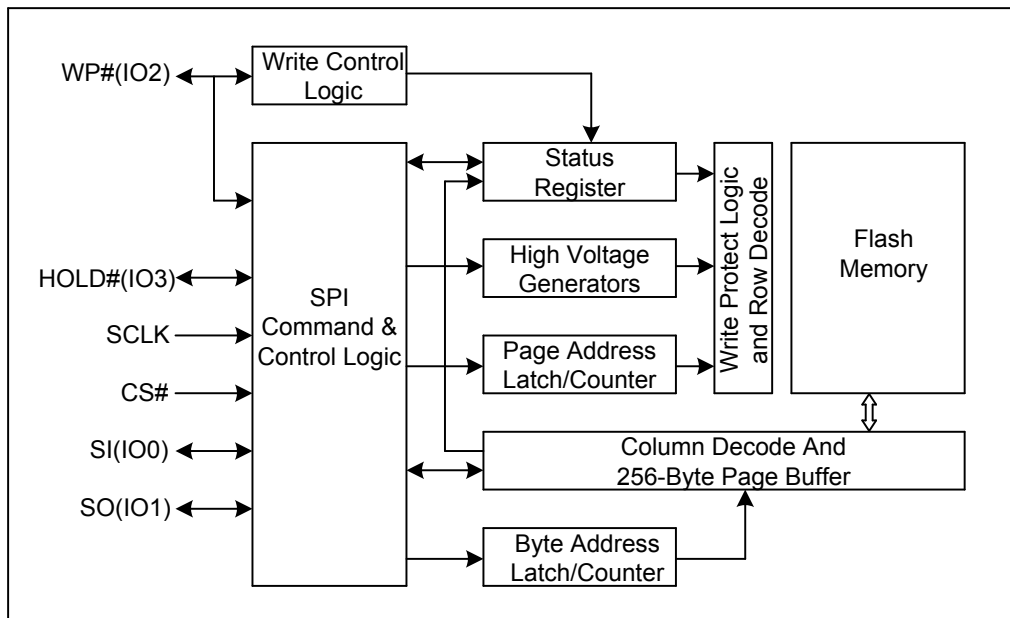 WP#(IO2)
Write Control
Logic
HOLD#(IO3)
SCLK
CS#
SI(IO0)
SO(IO1)
SPI
Command &
Control Logic
Status
Register
High Voltage
Generators
Page Address
Latch/Counter
Write Protect Logic
and Row Decode
Flash
Memory
Column Decode And
256-Byte Page Buffer
Byte Address
Latch/Counter